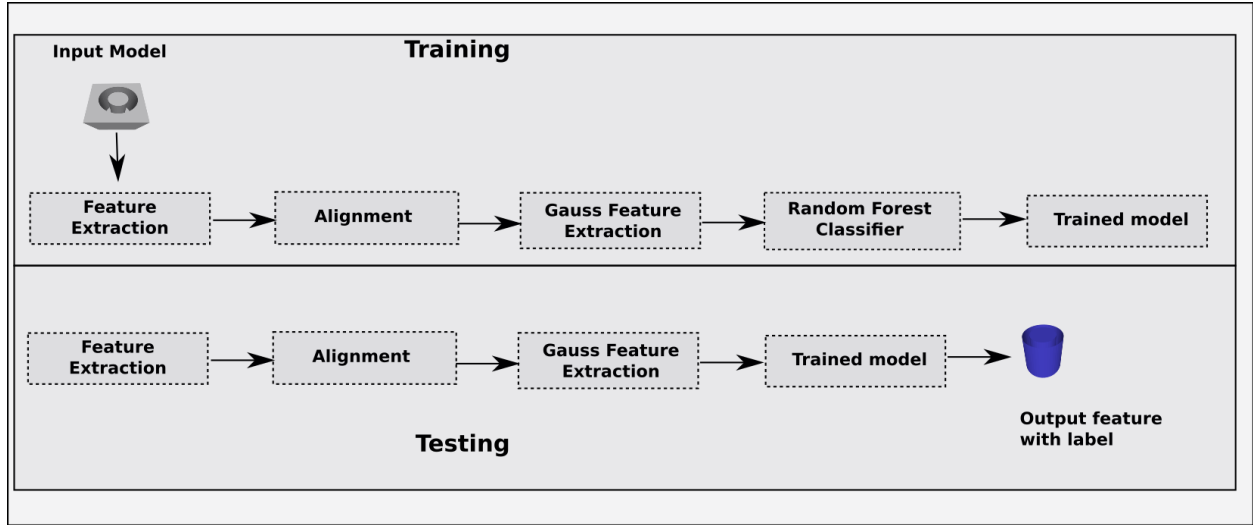 Input Model
Training
Feature
Extraction
Alignment
Gauss Feature
Extraction
Random Forest
Classifier
Trained model
Feature
Extraction
Alignment
Gauss Feature
Extraction
Trained model
Output feature
with label
Testing